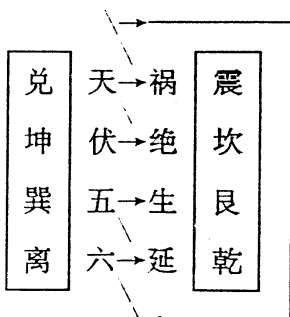 兑 天→祸 震
坤 伏→绝 坎
巽 五→生 艮
离 六→延 乾